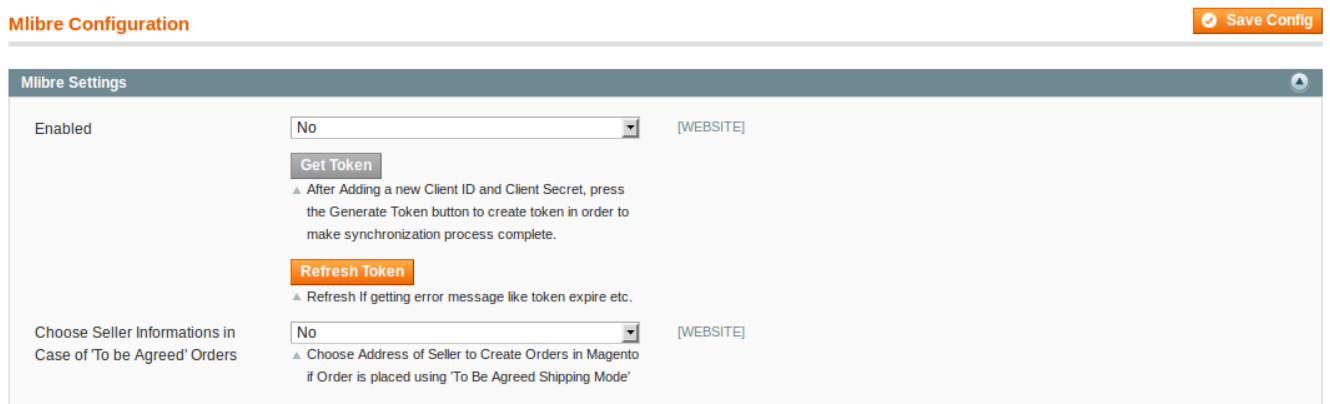 Mlibre Configuration
Save Config
Mlibre Settings
Enabled
No
[WEBSITE]
Get Token
After Adding a new Client ID and Client Secret, press
the Generate Token button to create token in order to
make synchronization process complete.
Refresh Token
Refresh If getting error message like token expire etc.
Choose Seller Informations in
Case of 'To be Agreed' Orders
No
[WEBSITE]
Choose Address of Seller to Create Orders in Magento
if Order is placed using 'To Be Agreed Shipping Mode'